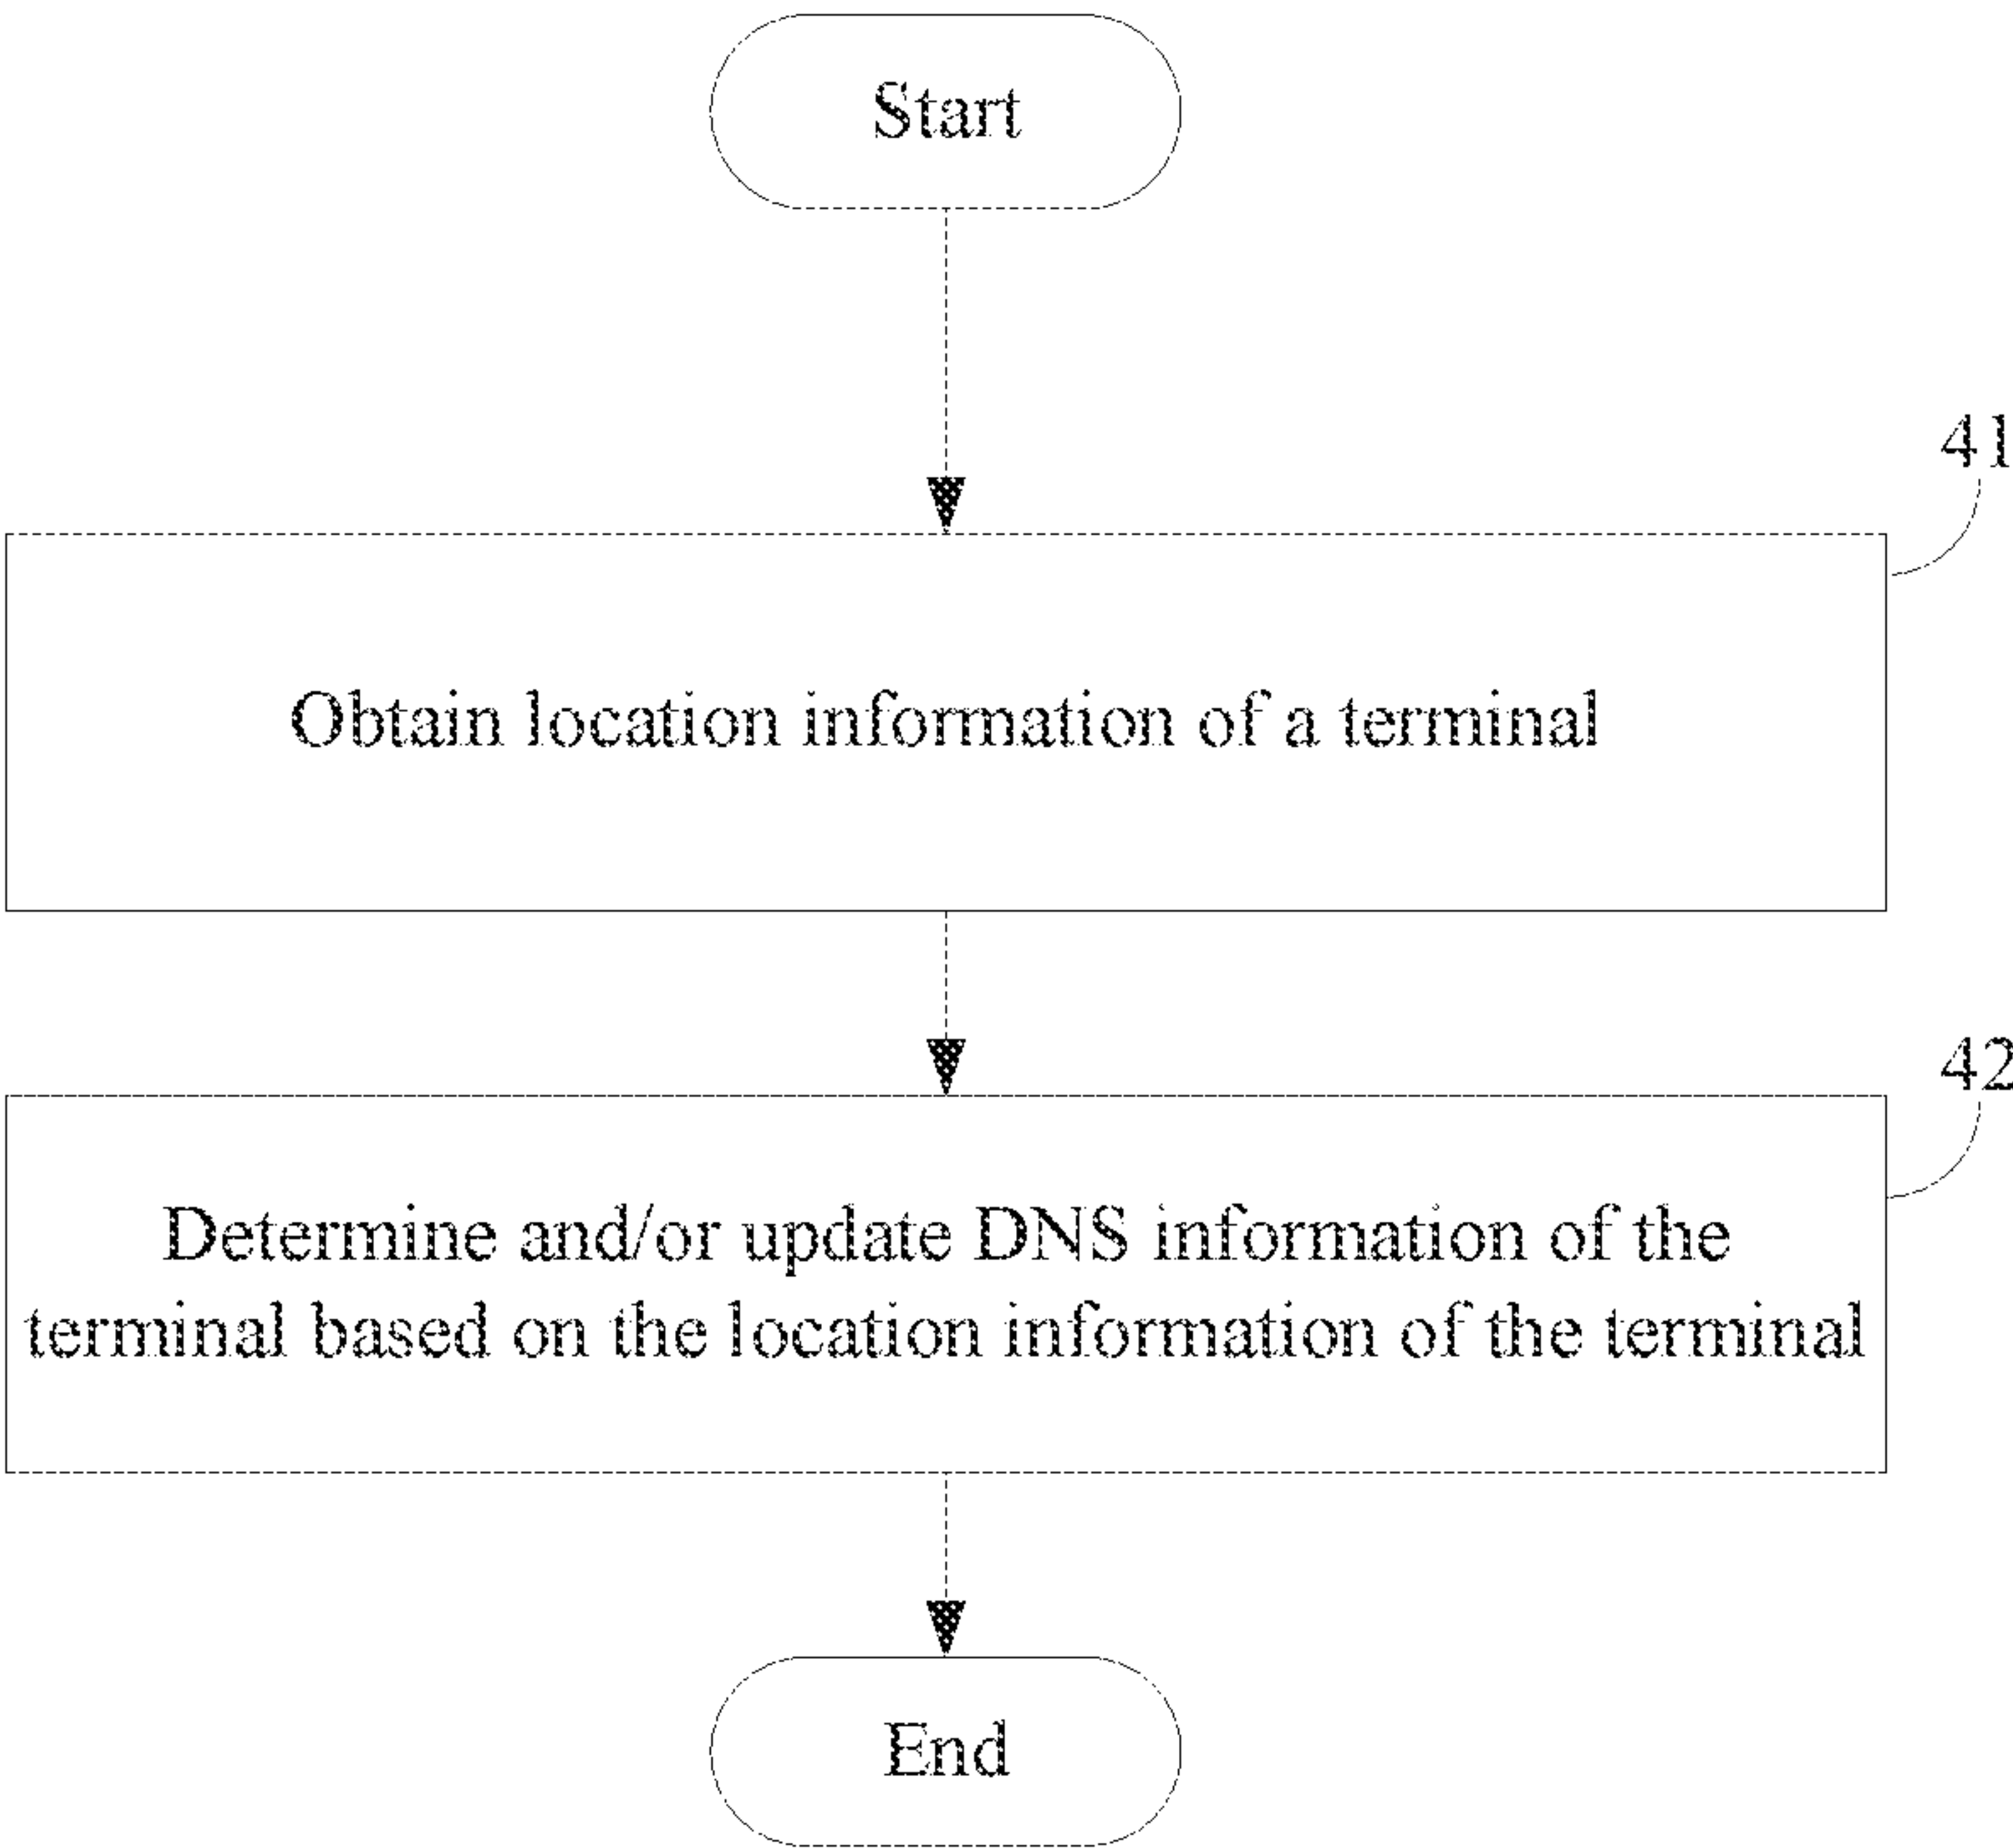 Start
41
Obtain location information of a terminal
42
Determine and/or update DNS information of the
terminal based on the location information of the terminal
End